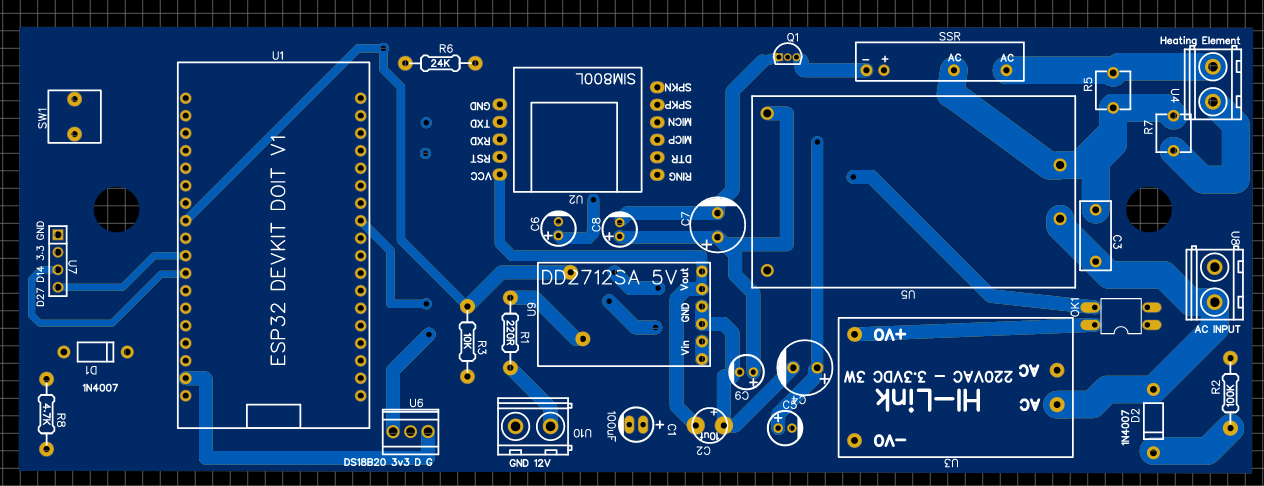 Q1
SSR
Heating Element
R6
24K
U1
- +
AC
AC
SIM800L
SW1
R5
U4
R7
GND
TXD
RXD
RST
VCC
SPKN
SPKP
MICN
MICP
DTR
RING
ESP32 DEVKIT DOIT V1
U2
C6
C8
C7
C3
U8
D27 D14 3.3 GND
U7
DD2712SA 5V
Vout
GND
Vin
U5
OK1
AC INPUT
U9
R1
220R
R3
10K
+VO
AC
220VAC - 3.3VDC 3W
Hi-Link
AC
-VO
U3
D1
1N4007
R8
4.7K
U6
DS18B20 3v3 D G
U10
GND 12V
100uF
C1
10uF
C2
C9
R2
100K
D2
1N4007